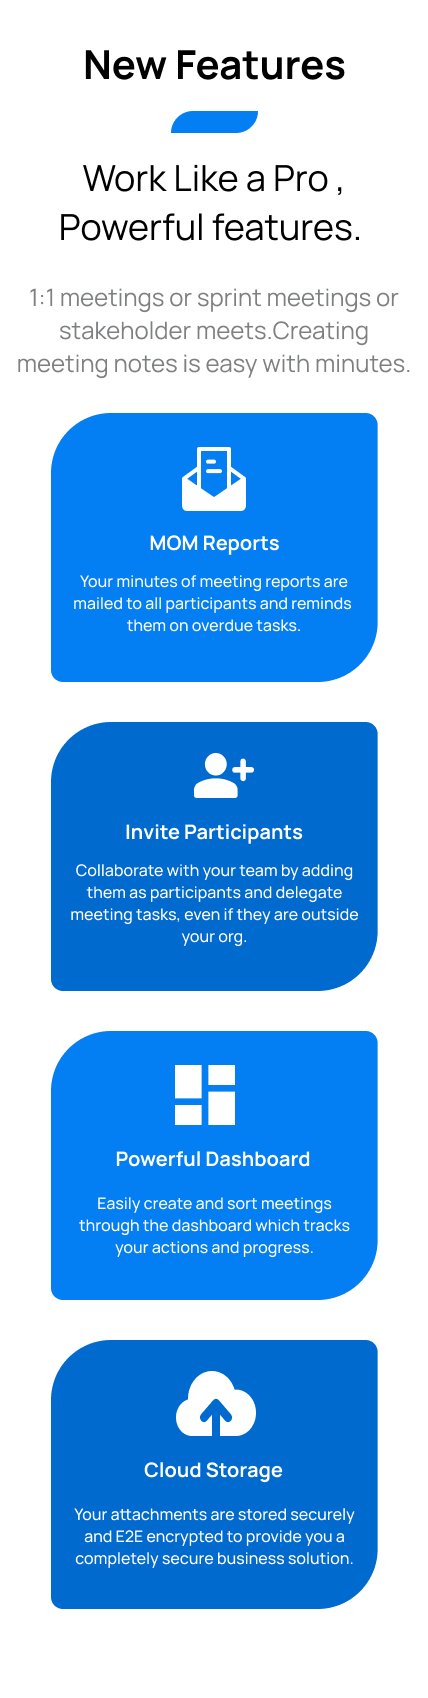 New Features
Work Like a Pro ,
Powerful features.
1:1 meetings or sprint meetings or
stakeholder meets.Creating
meeting notes is easy with minutes.
MOM Reports
Your minutes of meeting reports are
mailed to all participants and reminds
them on overdue tasks.
Invite Participants
Collaborate with your team by adding
them as participants and delegate
meeting tasks, even if they are outside
your org.
Powerful Dashboard
Easily create and sort meetings
through the dashboard which tracks
your actions and progress.
Cloud Storage
Your attachments are stored securely
and E2E encrypted to provide you a
completely secure business solution.